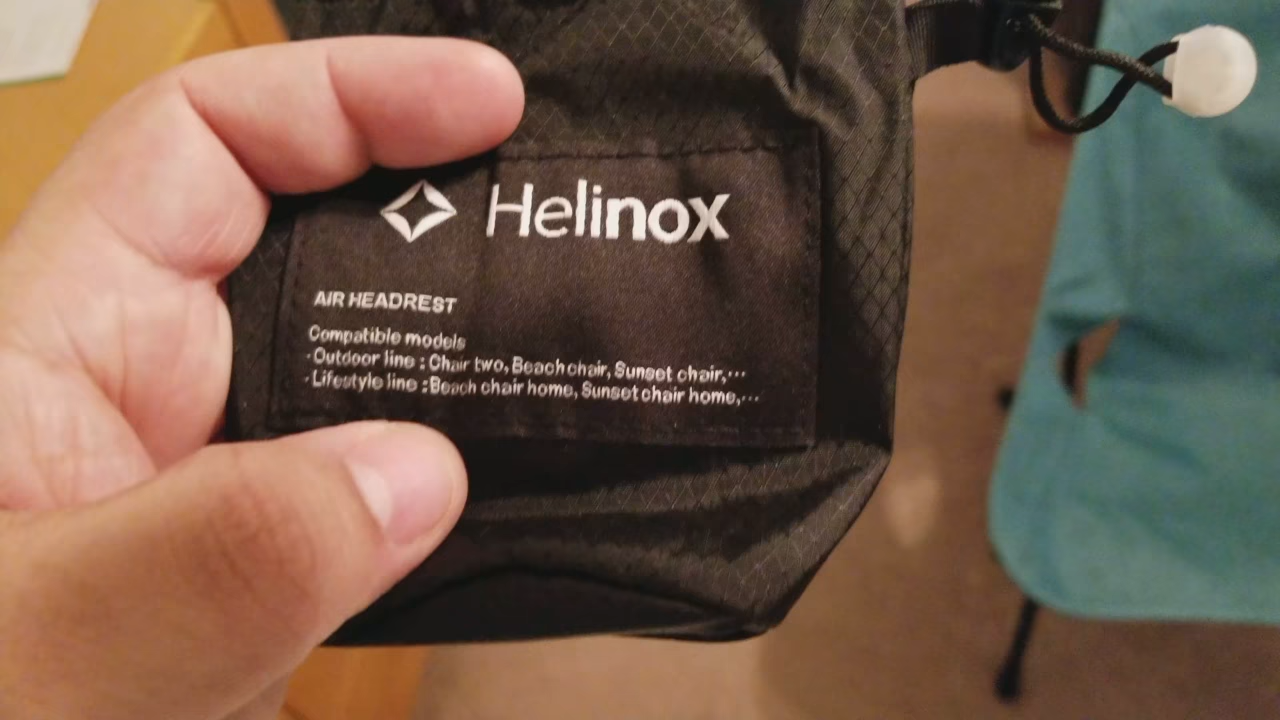 Helinox
AIR HEADREST
Compatible models
·Outdoor line : Chair two, Beach chair, Sunset chair,···
·Lifestyle line :Beach chair home, Sunset chair home,···